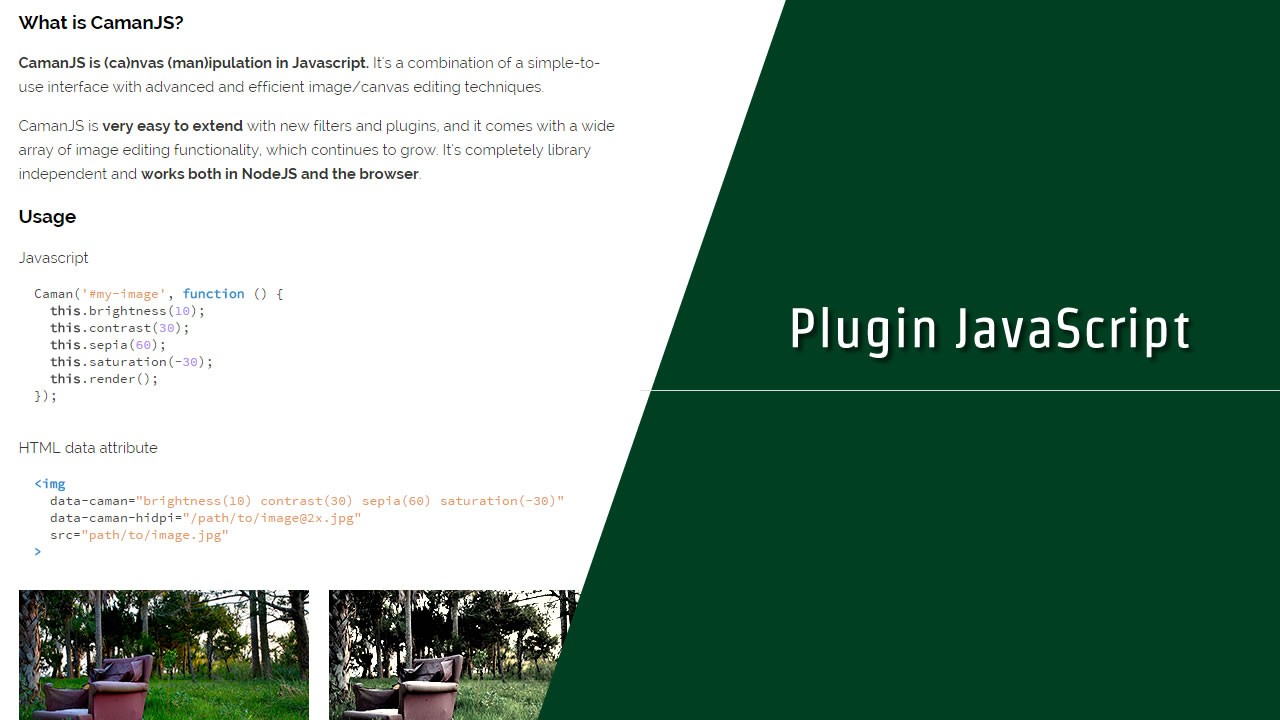 What is CamanJS?
CamanJS is (ca)nvas (man)ipulation in Javascript. It's a combination of a simple-to-
use interface with advanced and efficient image/canvas editing techniques.
CamanJS is very easy to extend with new filters and plugins, and it comes with a wide
array of image editing functionality, which continues to grow. It's completely library
independent and works both in NodeJS and the browser.
Usage
Javascript
Caman('#my-image', function () {
this.brightness(10);
this.contrast(30);
this.sepia(60);
this.saturation(-30);
this.render();
});
HTML data attribute
<img
data-caman="brightness(10) contrast(30) sepia(60) saturation(-30)"
data-caman-hidpi="/path/to/image@2x.jpg"
src="path/to/image.jpg"
>
Plugin JavaScript